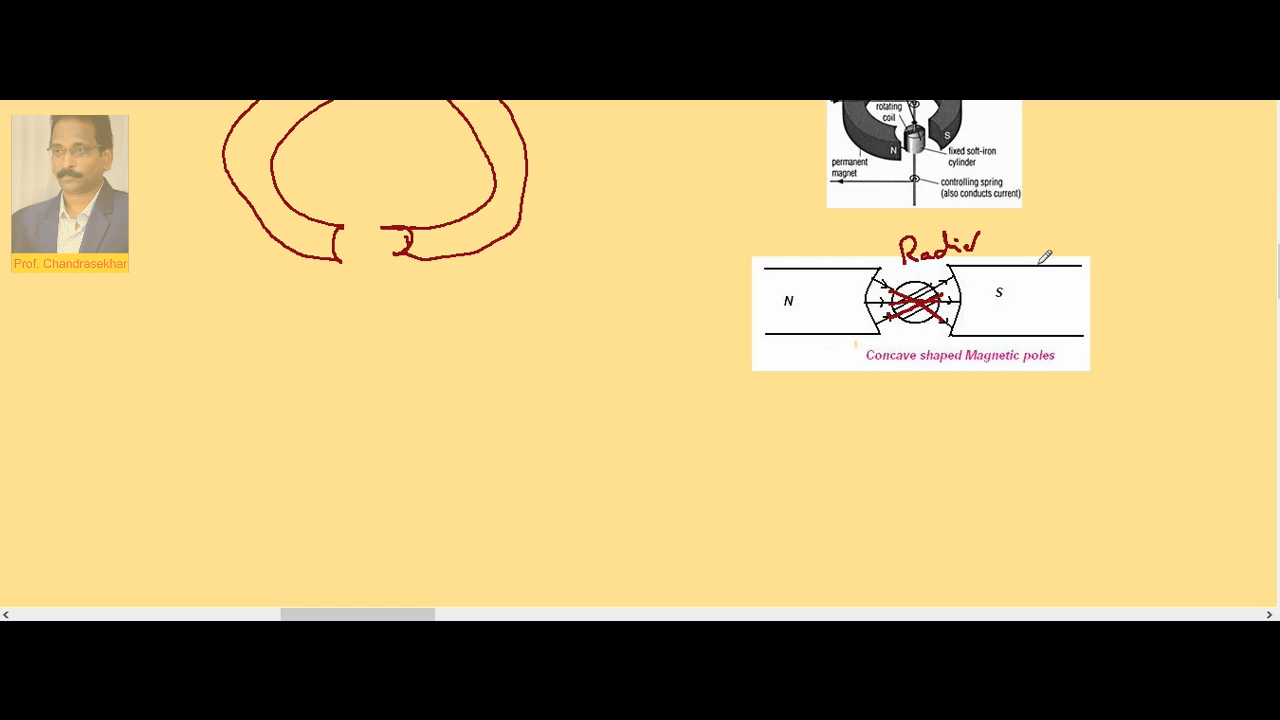 Prof. Chandrasekhar
rotating
coil
N
S
permanent
magnet
fixed soft-iron
cylinder
controlling spring
(also conducts current)
Radial
N
S
Concave shaped Magnetic poles